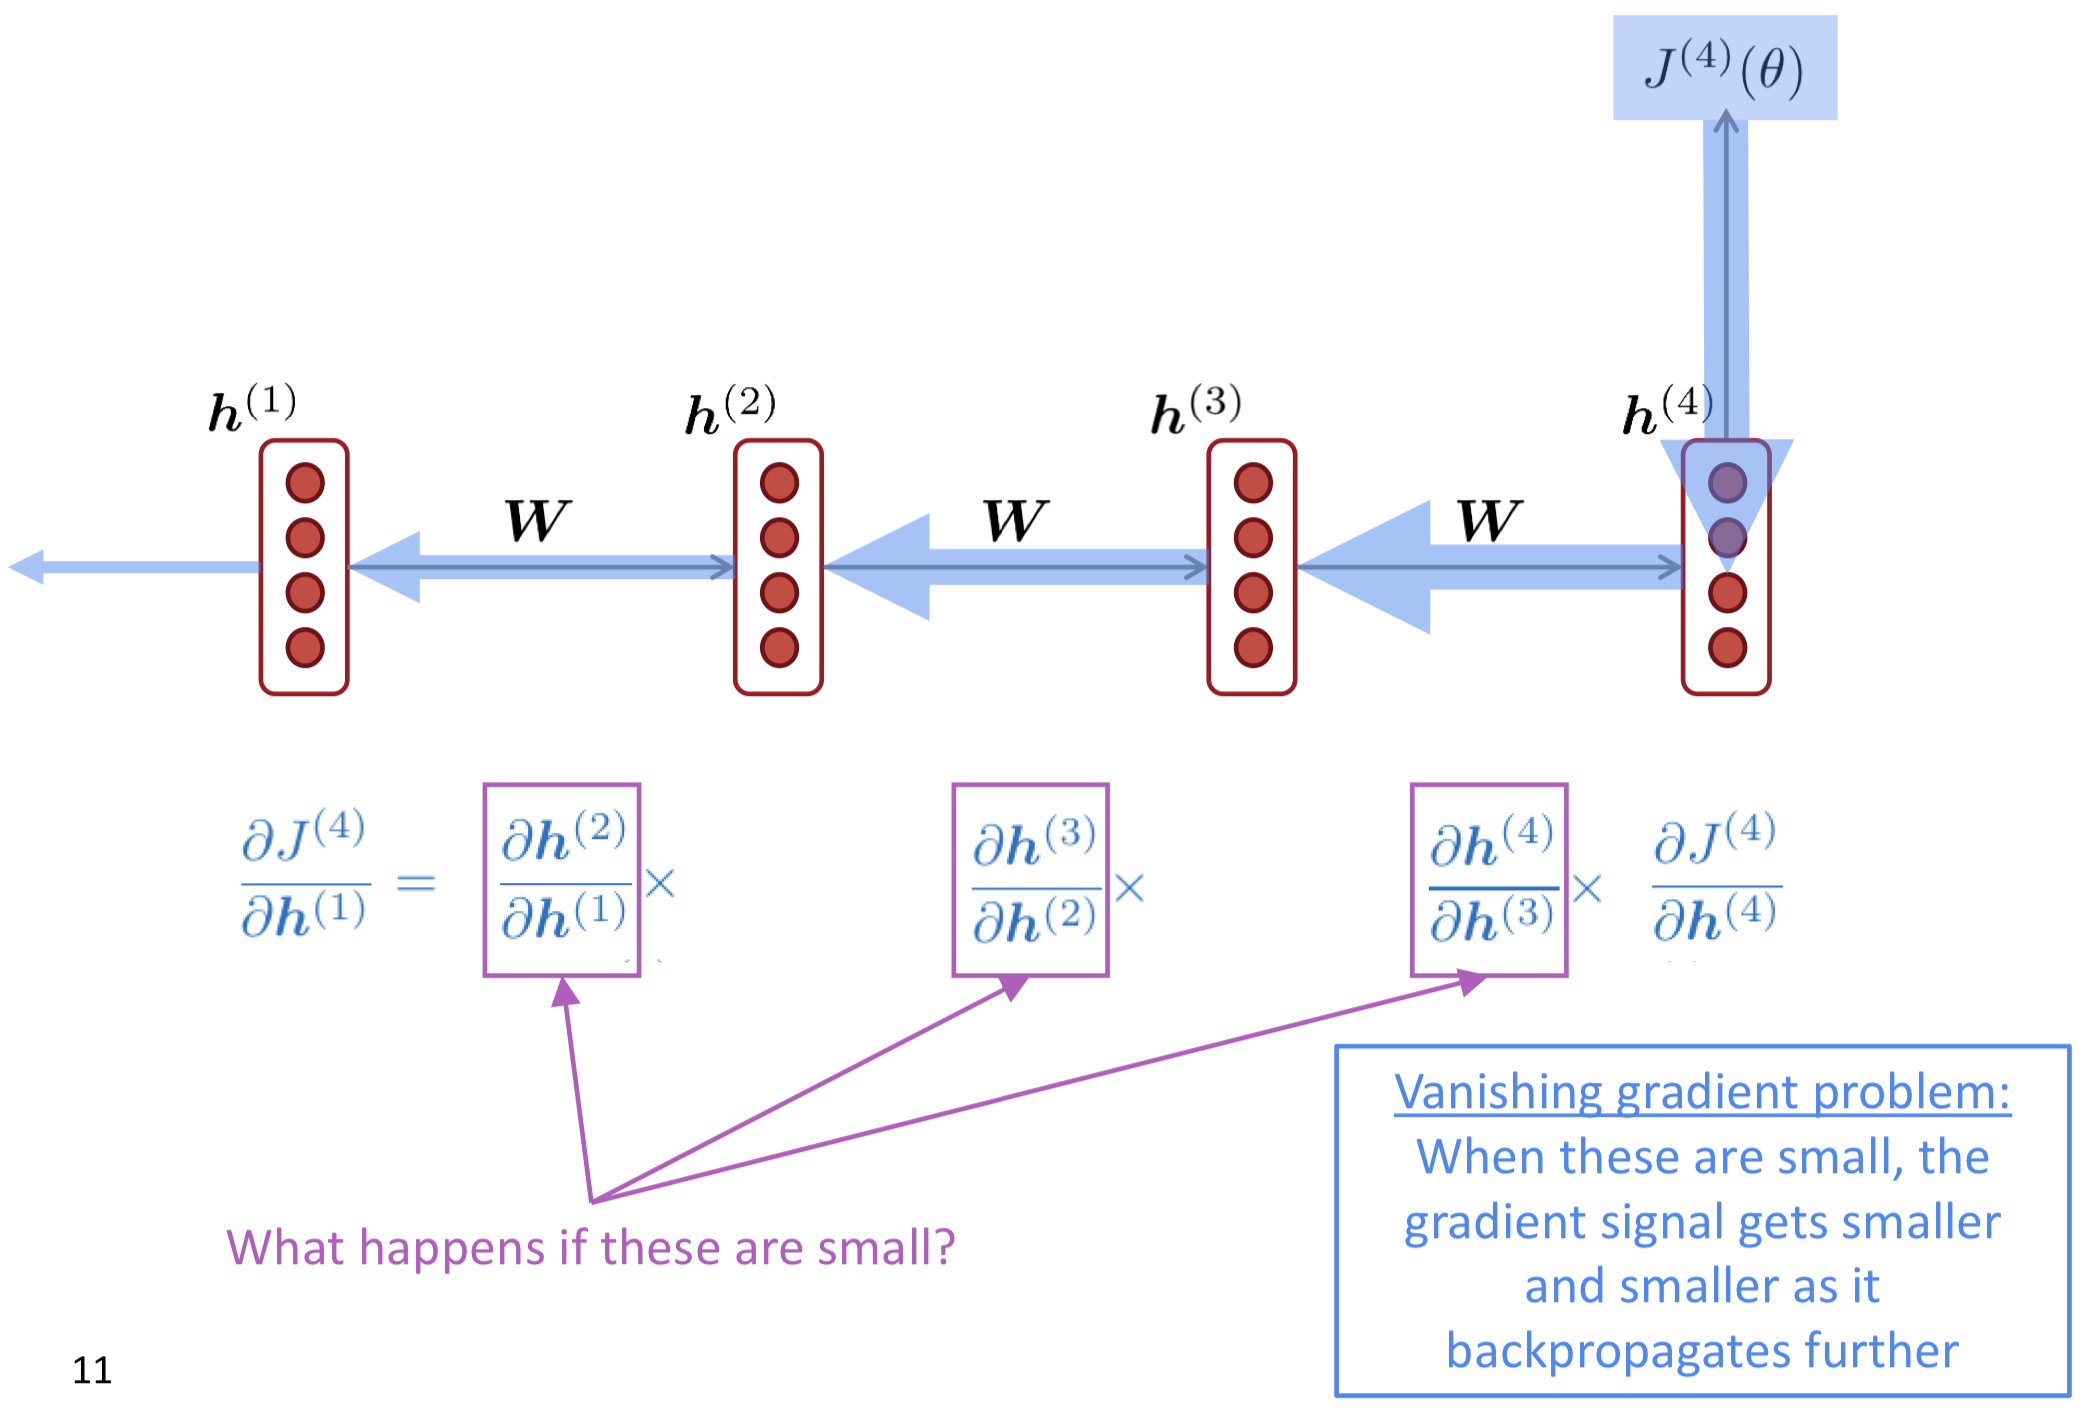 J⁽⁴⁾(θ)
h⁽¹⁾ h⁽²⁾ h⁽³⁾ h⁽⁴⁾
W W W
∂J⁽⁴⁾/∂h⁽¹⁾ = ∂h⁽²⁾/∂h⁽¹⁾ × ∂h⁽³⁾/∂h⁽²⁾ × ∂h⁽⁴⁾/∂h⁽³⁾ × ∂J⁽⁴⁾/∂h⁽⁴⁾
What happens if these are small?
Vanishing gradient problem:
When these are small, the
gradient signal gets smaller
and smaller as it
backpropagates further
11